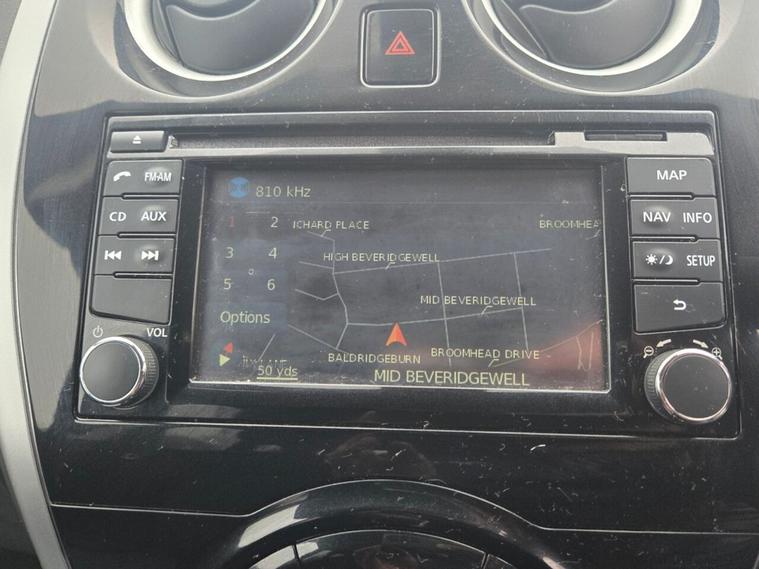 FM·AM
CD AUX
VOL
810 kHz
1 2
3 4
5 6
Options
50 yds
ICHARD PLACE
BROOMHEA
HIGH BEVERIDGEWELL
MID BEVERIDGEWELL
BALDRIDGEBURN
BROOMHEAD DRIVE
MID BEVERIDGEWELL
MAP
NAV INFO
SETUP